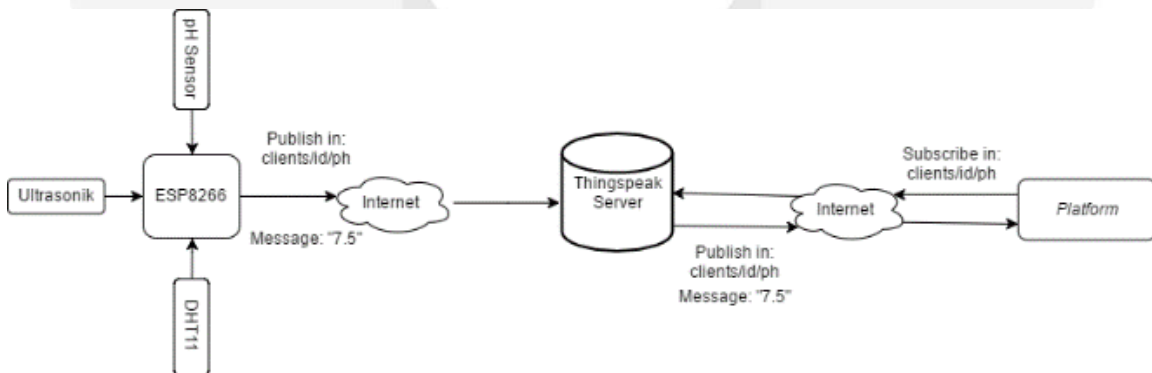 pH Sensor
Publish in:
clients/id/ph
Ultrasonik
ESP8266
Internet
Message: "7.5"
DHT11
Thingspeak
Server
Publish in:
clients/id/ph
Message: "7.5"
Internet
Subscribe in:
clients/id/ph
Platform